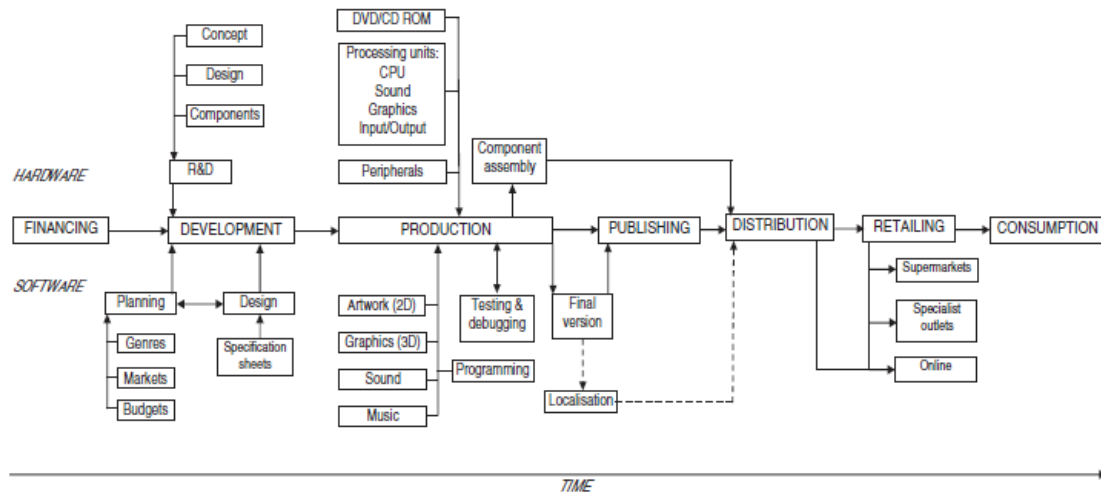 Concept
Design
Components
R&D
DVD/CD ROM
Processing units:
CPU
Sound
Graphics
Input/Output
Peripherals
Component
assembly
HARDWARE
FINANCING
DEVELOPMENT
PRODUCTION
PUBLISHING
DISTRIBUTION
RETAILING
CONSUMPTION
SOFTWARE
Planning
Design
Genres
Markets
Budgets
Specification
sheets
Artwork (2D)
Graphics (3D)
Sound
Music
Programming
Testing &
debugging
Final
version
Localisation
Supermarkets
Specialist
outlets
Online
TIME